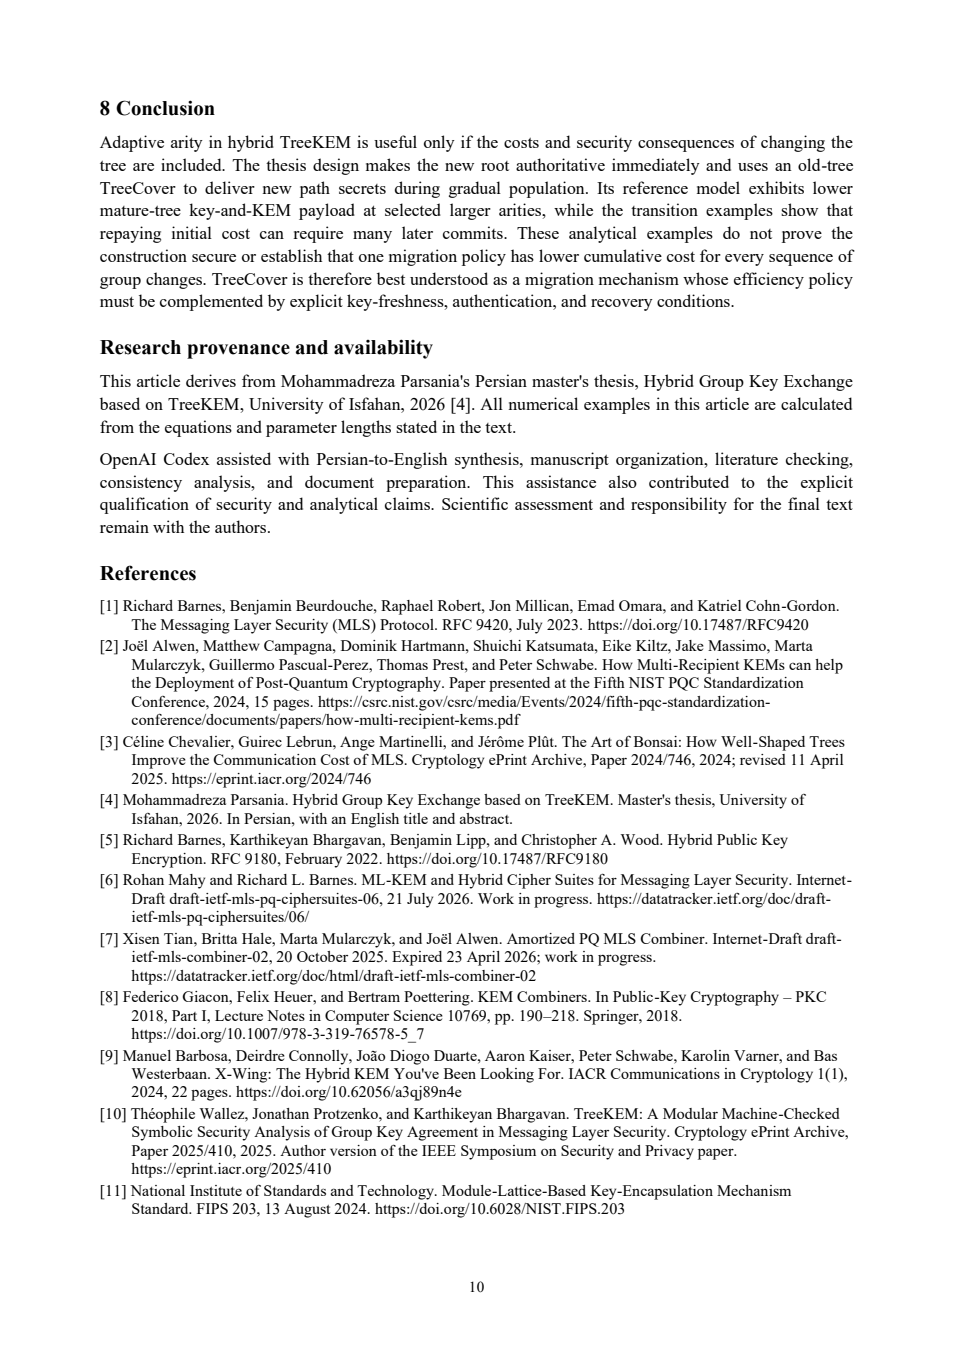 8 Conclusion
Adaptive arity in hybrid TreeKEM is useful only if the costs and security consequences of changing the
tree are included. The thesis design makes the new root authoritative immediately and uses an old-tree
TreeCover to deliver new path secrets during gradual population. Its reference model exhibits lower
mature-tree key-and-KEM payload at selected larger arities, while the transition examples show that
repaying initial cost can require many later commits. These analytical examples do not prove the
construction secure or establish that one migration policy has lower cumulative cost for every sequence of
group changes. TreeCover is therefore best understood as a migration mechanism whose efficiency policy
must be complemented by explicit key-freshness, authentication, and recovery conditions.
Research provenance and availability
This article derives from Mohammadreza Parsania's Persian master's thesis, Hybrid Group Key Exchange
based on TreeKEM, University of Isfahan, 2026 [4]. All numerical examples in this article are calculated
from the equations and parameter lengths stated in the text.
OpenAI Codex assisted with Persian-to-English synthesis, manuscript organization, literature checking,
consistency analysis, and document preparation. This assistance also contributed to the explicit
qualification of security and analytical claims. Scientific assessment and responsibility for the final text
remain with the authors.
References
[1] Richard Barnes, Benjamin Beurdouche, Raphael Robert, Jon Millican, Emad Omara, and Katriel Cohn-Gordon.
The Messaging Layer Security (MLS) Protocol. RFC 9420, July 2023. https://doi.org/10.17487/RFC9420
[2] Joël Alwen, Matthew Campagna, Dominik Hartmann, Shuichi Katsumata, Eike Kiltz, Jake Massimo, Marta
Mularczyk, Guillermo Pascual-Perez, Thomas Prest, and Peter Schwabe. How Multi-Recipient KEMs can help
the Deployment of Post-Quantum Cryptography. Paper presented at the Fifth NIST PQC Standardization
Conference, 2024, 15 pages. https://csrc.nist.gov/csrc/media/Events/2024/fifth-pqc-standardization-
conference/documents/papers/how-multi-recipient-kems.pdf
[3] Céline Chevalier, Guirec Lebrun, Ange Martinelli, and Jérôme Plût. The Art of Bonsai: How Well-Shaped Trees
Improve the Communication Cost of MLS. Cryptology ePrint Archive, Paper 2024/746, 2024; revised 11 April
2025. https://eprint.iacr.org/2024/746
[4] Mohammadreza Parsania. Hybrid Group Key Exchange based on TreeKEM. Master's thesis, University of
Isfahan, 2026. In Persian, with an English title and abstract.
[5] Richard Barnes, Karthikeyan Bhargavan, Benjamin Lipp, and Christopher A. Wood. Hybrid Public Key
Encryption. RFC 9180, February 2022. https://doi.org/10.17487/RFC9180
[6] Rohan Mahy and Richard L. Barnes. ML-KEM and Hybrid Cipher Suites for Messaging Layer Security. Internet-
Draft draft-ietf-mls-pq-ciphersuites-06, 21 July 2026. Work in progress. https://datatracker.ietf.org/doc/draft-
ietf-mls-pq-ciphersuites/06/
[7] Xisen Tian, Britta Hale, Marta Mularczyk, and Joël Alwen. Amortized PQ MLS Combiner. Internet-Draft draft-
ietf-mls-combiner-02, 20 October 2025. Expired 23 April 2026; work in progress.
https://datatracker.ietf.org/doc/html/draft-ietf-mls-combiner-02
[8] Federico Giacon, Felix Heuer, and Bertram Poettering. KEM Combiners. In Public-Key Cryptography – PKC
2018, Part I, Lecture Notes in Computer Science 10769, pp. 190–218. Springer, 2018.
https://doi.org/10.1007/978-3-319-76578-5_7
[9] Manuel Barbosa, Deirdre Connolly, João Diogo Duarte, Aaron Kaiser, Peter Schwabe, Karolin Varner, and Bas
Westerbaan. X-Wing: The Hybrid KEM You've Been Looking For. IACR Communications in Cryptology 1(1),
2024, 22 pages. https://doi.org/10.62056/a3qj89n4e
[10] Théophile Wallez, Jonathan Protzenko, and Karthikeyan Bhargavan. TreeKEM: A Modular Machine-Checked
Symbolic Security Analysis of Group Key Agreement in Messaging Layer Security. Cryptology ePrint Archive,
Paper 2025/410, 2025. Author version of the IEEE Symposium on Security and Privacy paper.
https://eprint.iacr.org/2025/410
[11] National Institute of Standards and Technology. Module-Lattice-Based Key-Encapsulation Mechanism
Standard. FIPS 203, 13 August 2024. https://doi.org/10.6028/NIST.FIPS.203
10